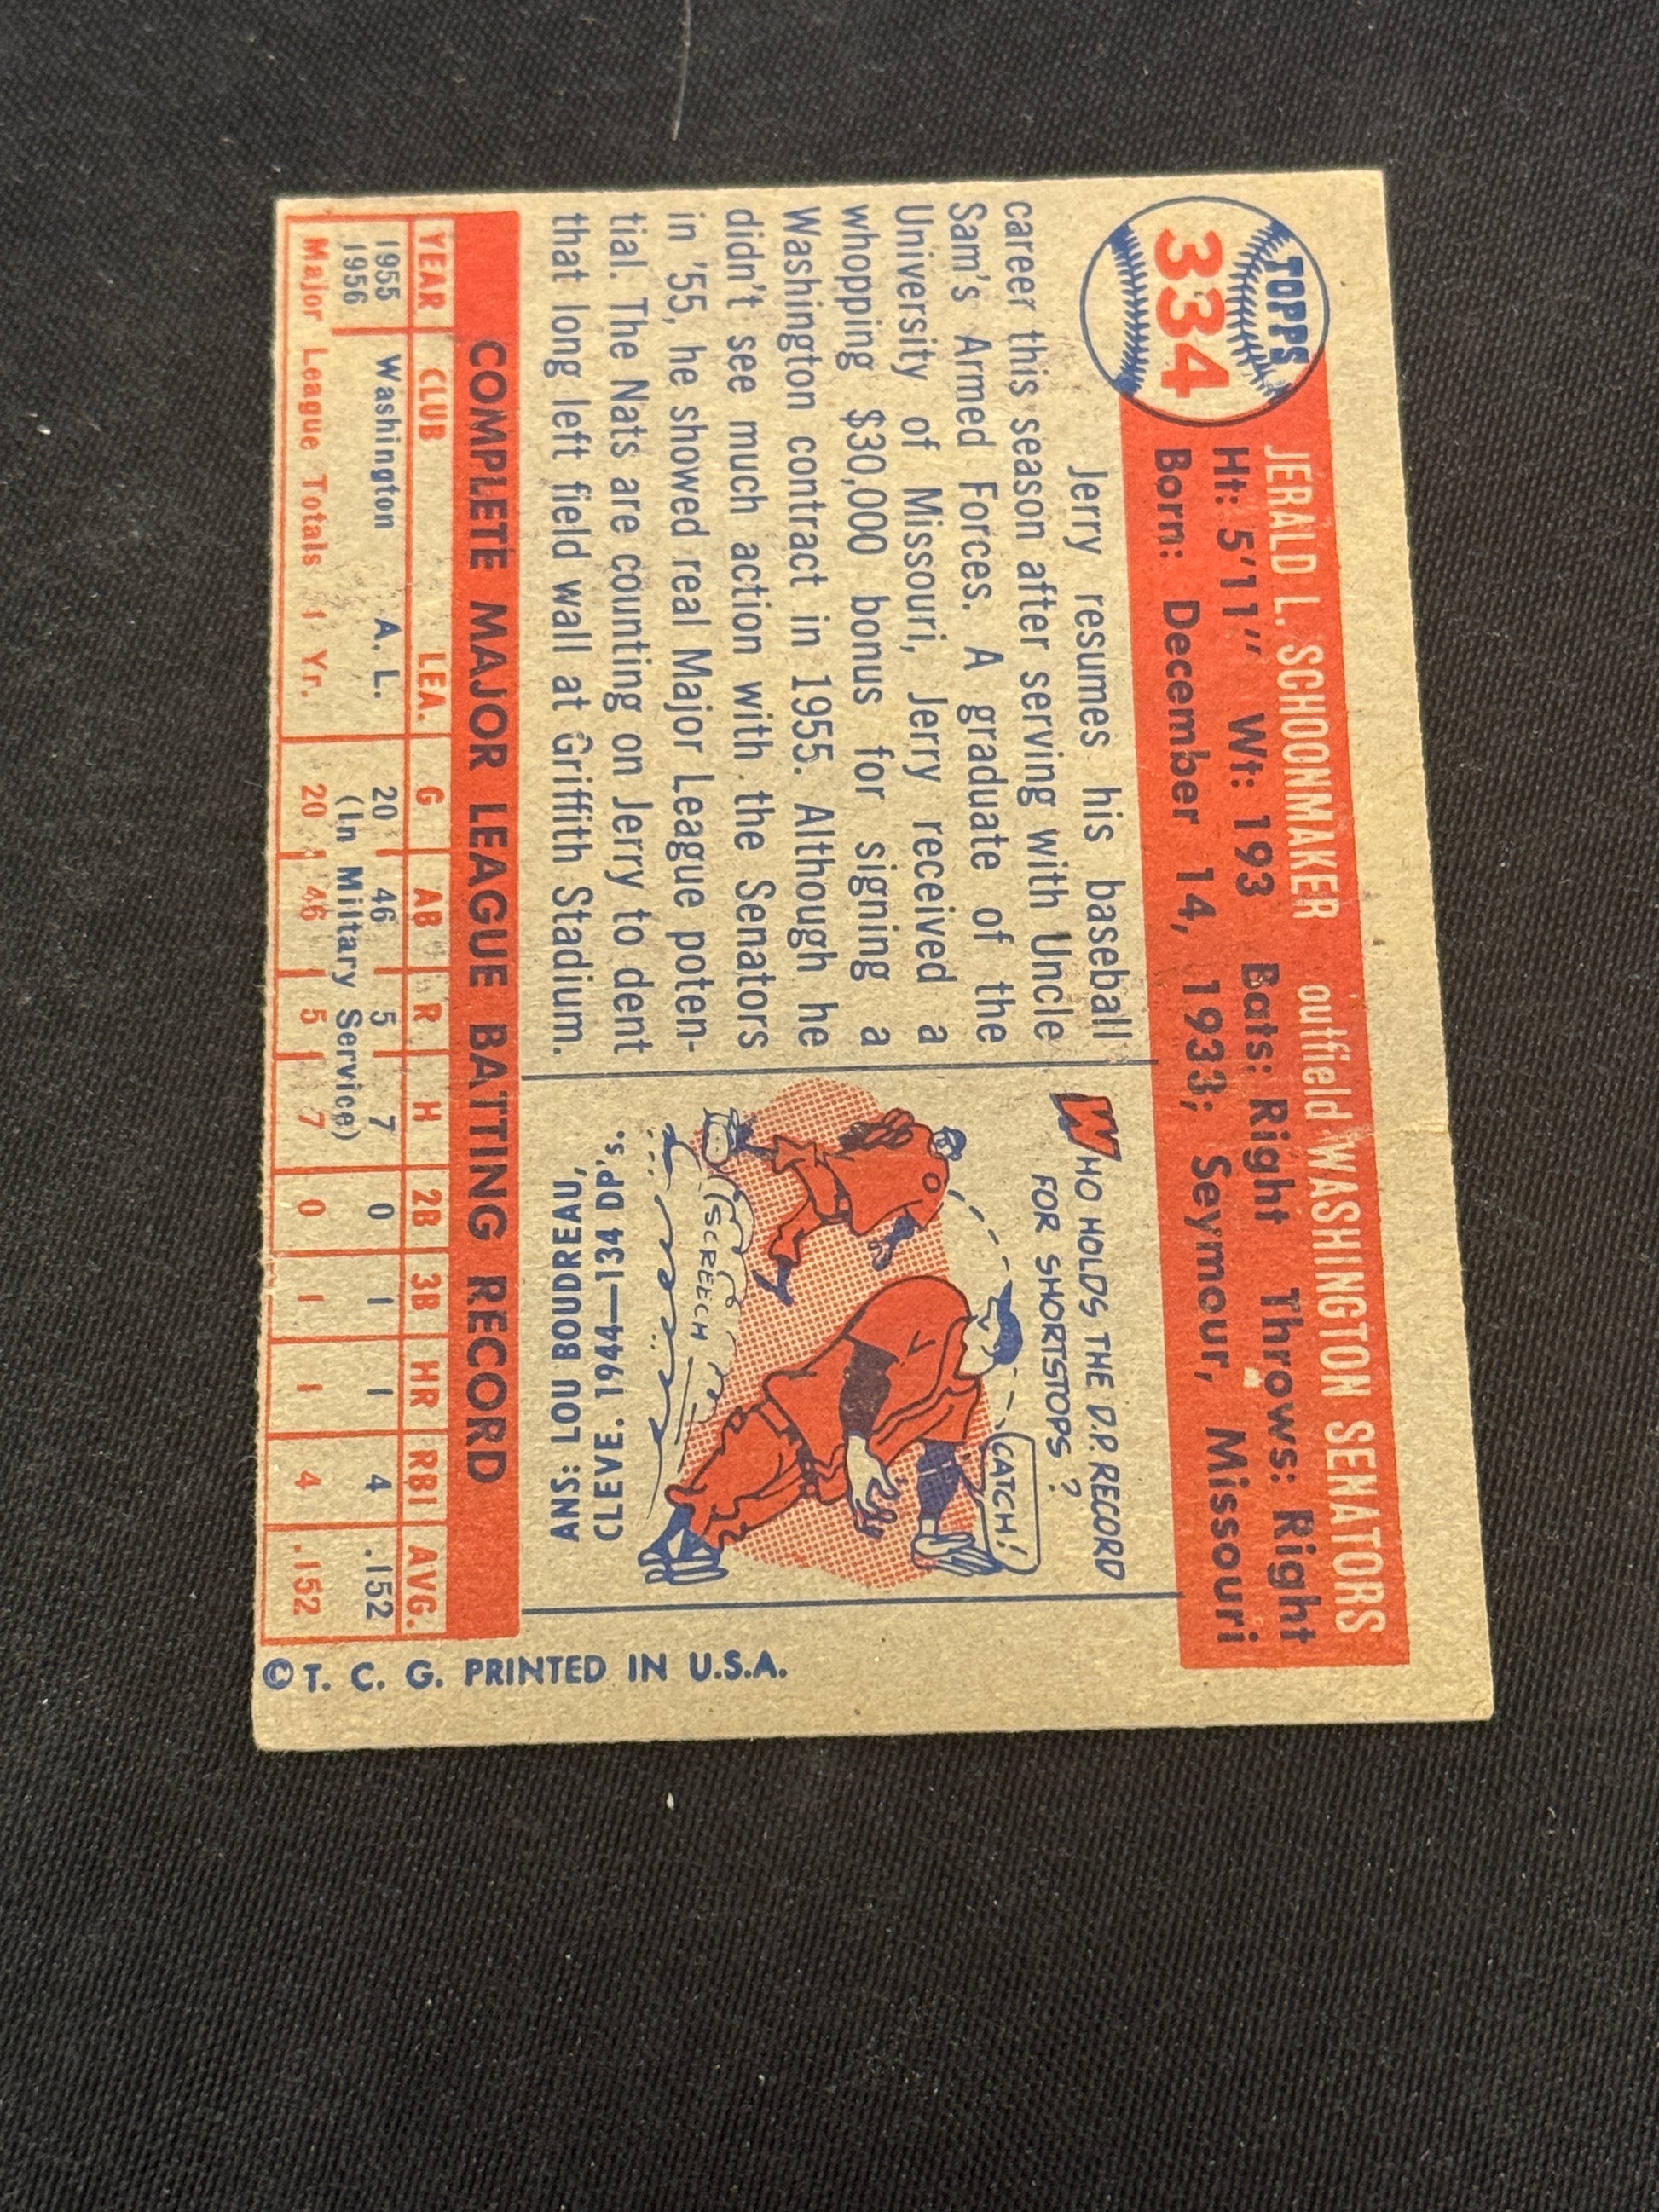 TOPPS
334
JERALD L. SCHOONMAKER outfield WASHINGTON SENATORS
Ht: 5'11" Wt: 193 Bats: Right Throws: Right
Born: December 14, 1933; Seymour, Missouri
Jerry resumes his baseball
career this season after serving with Uncle
Sam's Armed Forces. A graduate of the
University of Missouri, Jerry received a
whopping $30,000 bonus for signing a
Washington contract in 1955. Although he
didn't see much action with the Senators
in '55, he showed real Major League poten-
tial. The Nats are counting on Jerry to dent
that long left field wall at Griffith Stadium.
WHO HOLDS THE D.P. RECORD
FOR SHORTSTOPS?
CATCH!
(SCREECH
ANS: LOU BOUDREAU,
CLEVE. 1944—134 DP's.
COMPLETE MAJOR LEAGUE BATTING RECORD
YEAR CLUB LEA. G AB R H 2B 3B HR RBI AVG.
1955 Washington A. L. 20 46 5 7 0 1 1 4 .152
1956 (In Military Service)
Major League Totals 1 Yr. 20 46 5 7 0 1 1 4 .152
© T. C. G. PRINTED IN U.S.A.